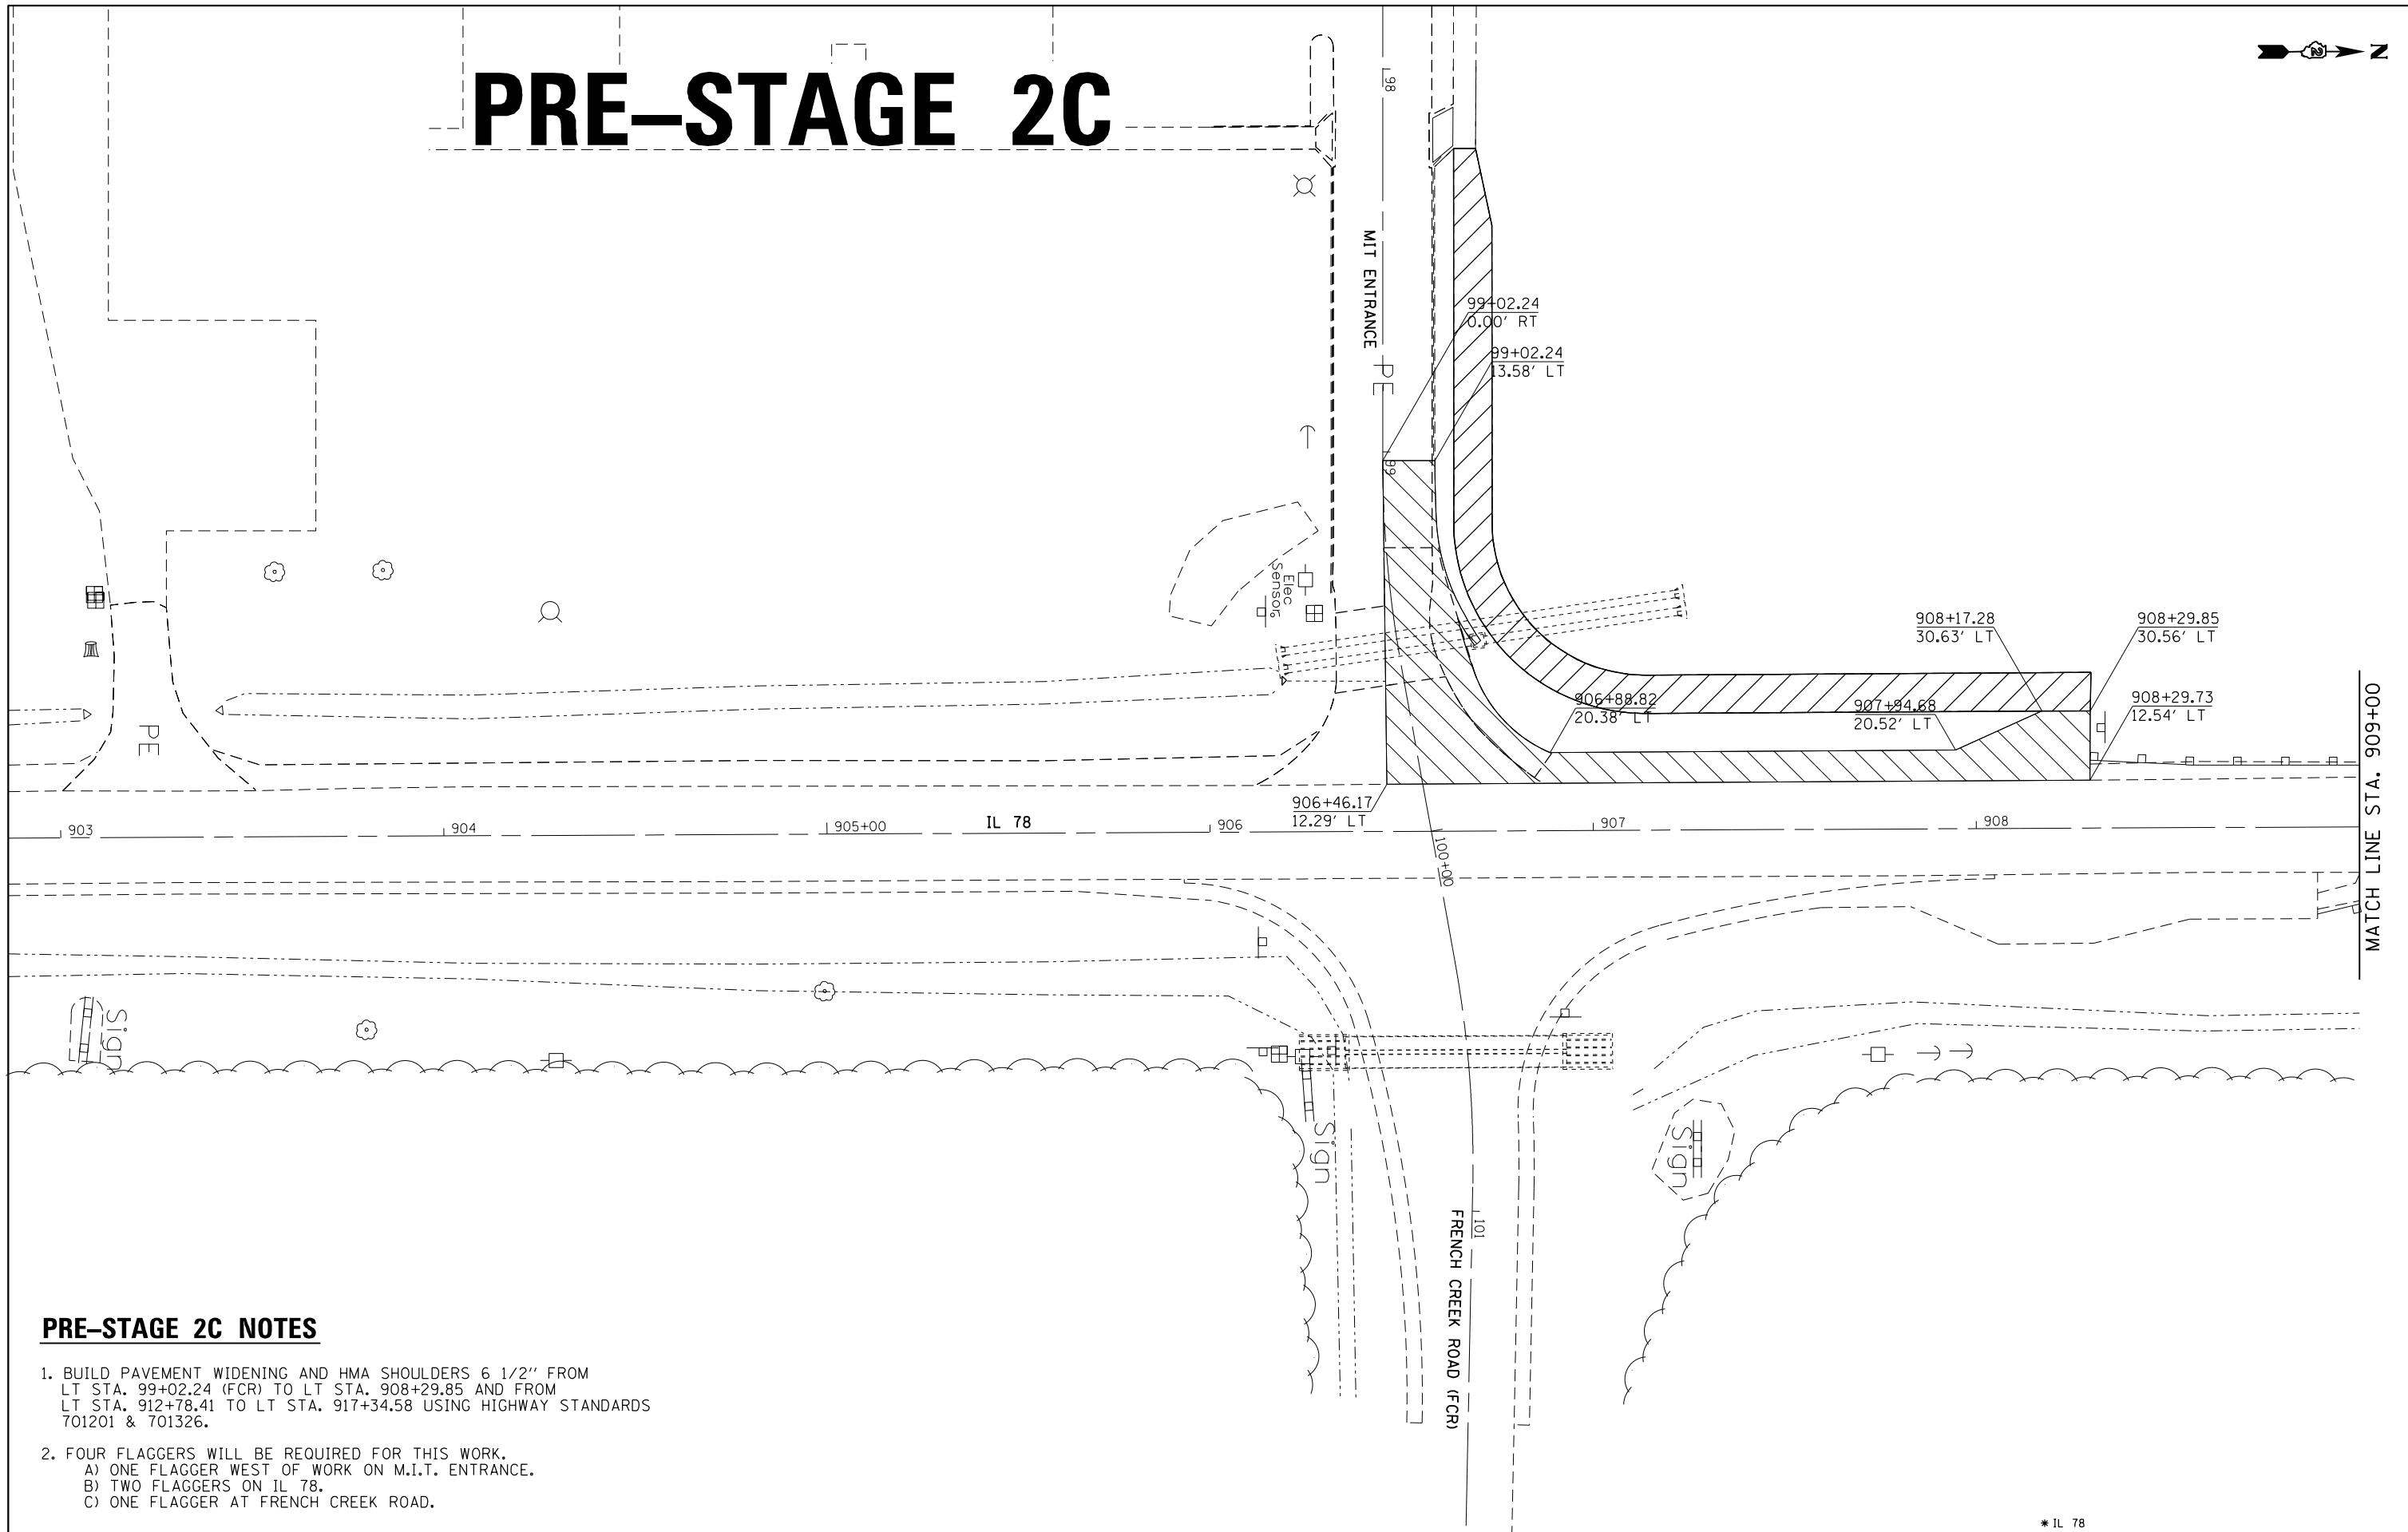 PRE–STAGE 2C
N
98
MIT ENTRANCE
99+02.24
0.00' RT
99+02.24
13.58' LT
PE
99
Elec
Sensor
908+17.28
30.63' LT
908+29.85
30.56' LT
906+88.82
20.38' LT
907+94.68
20.52' LT
908+29.73
12.54' LT
PE
906+46.17
12.29' LT
MATCH LINE STA. 909+00
903
904
905+00
IL 78
906
907
908
100+00
Sign
Sign
Sign
101
FRENCH CREEK ROAD (FCR)
PRE–STAGE 2C NOTES
1. BUILD PAVEMENT WIDENING AND HMA SHOULDERS 6 1/2'' FROM
LT STA. 99+02.24 (FCR) TO LT STA. 908+29.85 AND FROM
LT STA. 912+78.41 TO LT STA. 917+34.58 USING HIGHWAY STANDARDS
701201 & 701326.
2. FOUR FLAGGERS WILL BE REQUIRED FOR THIS WORK.
A) ONE FLAGGER WEST OF WORK ON M.I.T. ENTRANCE.
B) TWO FLAGGERS ON IL 78.
C) ONE FLAGGER AT FRENCH CREEK ROAD.
* IL 78